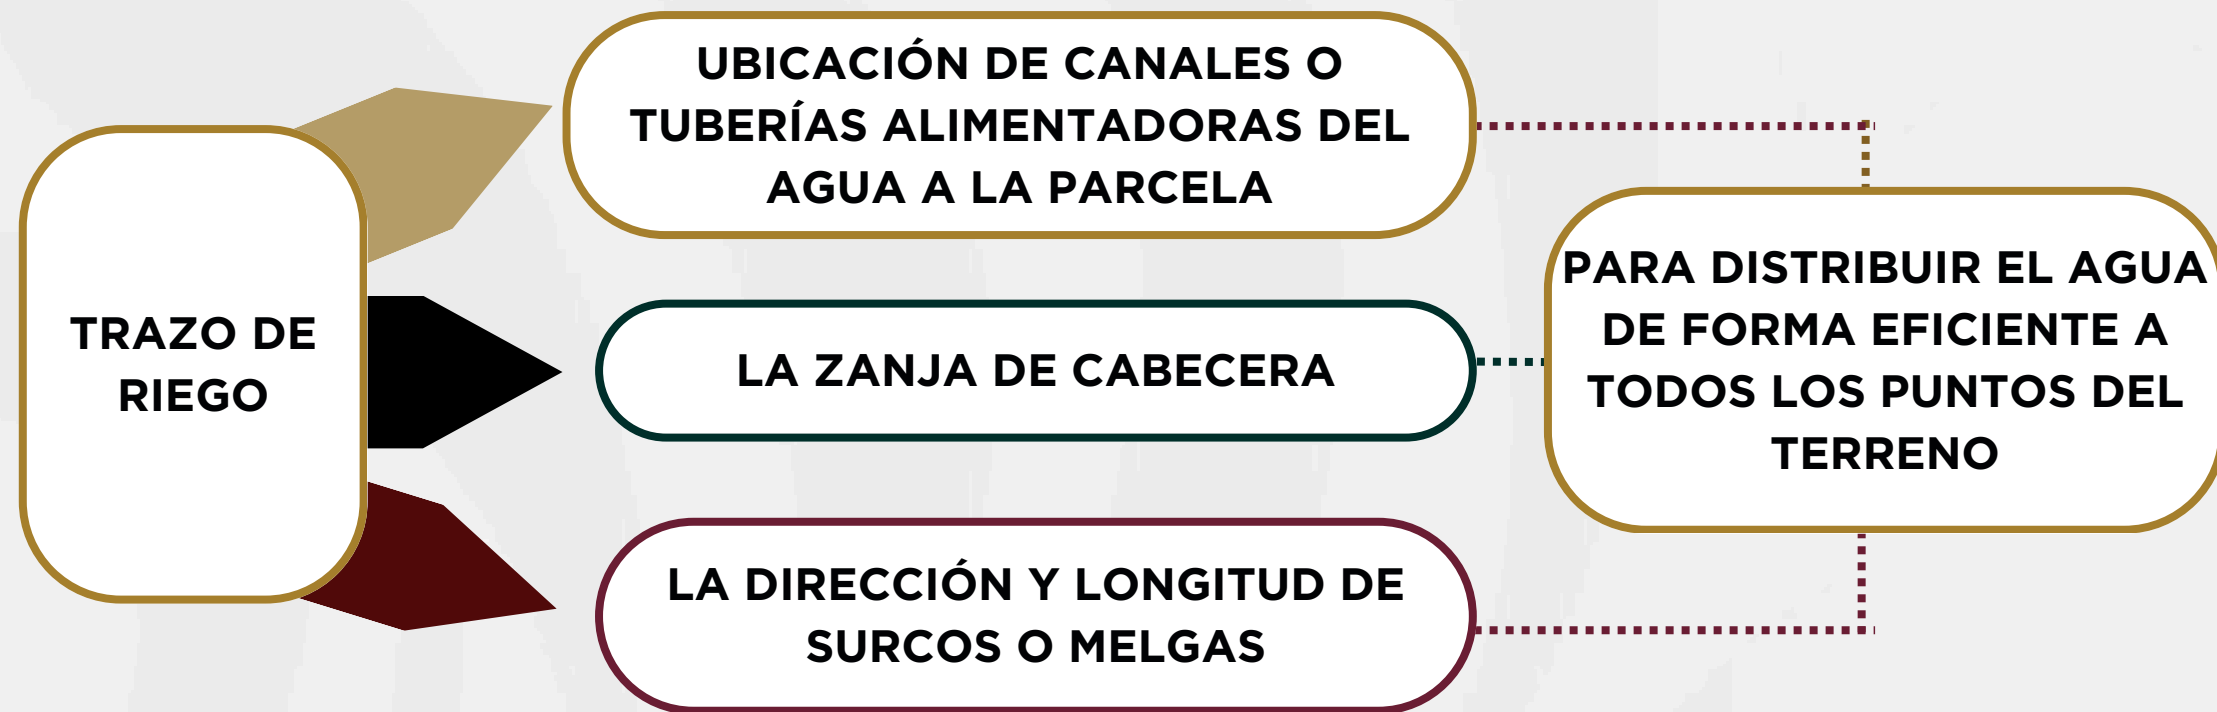 TRAZO DE
RIEGO
UBICACIÓN DE CANALES O
TUBERÍAS ALIMENTADORAS DEL
AGUA A LA PARCELA
LA ZANJA DE CABECERA
LA DIRECCIÓN Y LONGITUD DE
SURCOS O MELGAS
PARA DISTRIBUIR EL AGUA
DE FORMA EFICIENTE A
TODOS LOS PUNTOS DEL
TERRENO